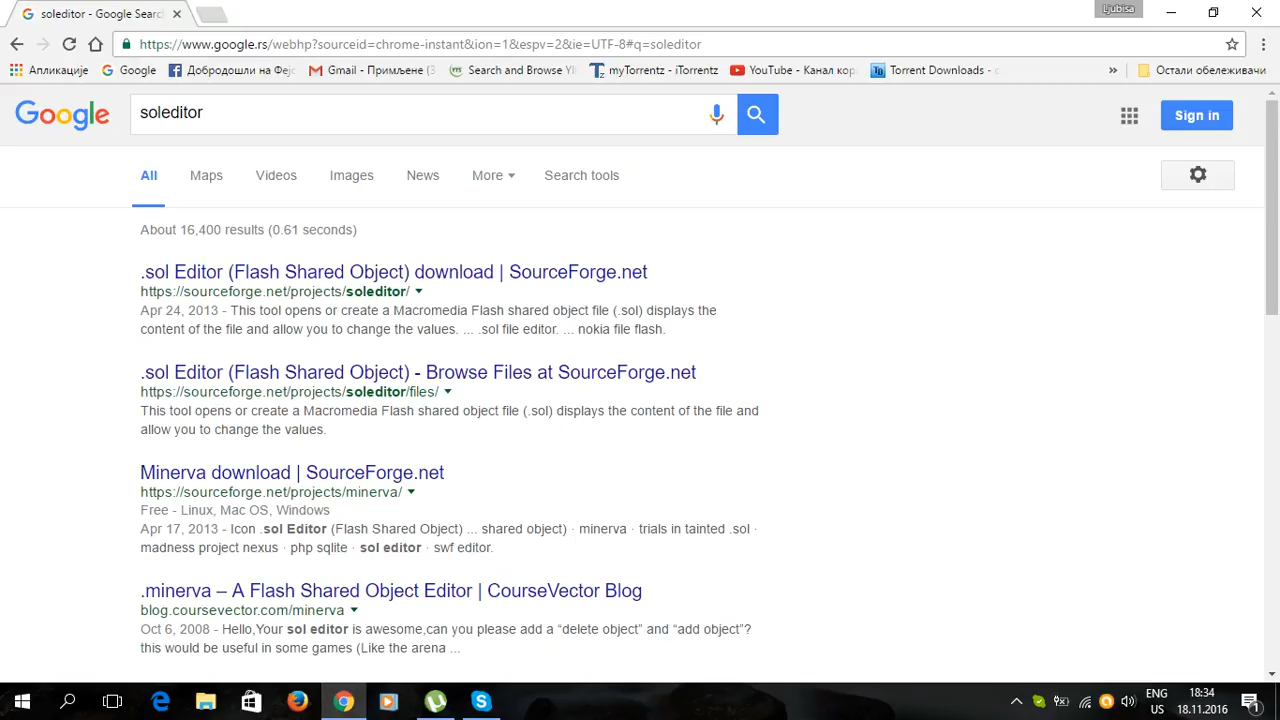 soleditor - Google Searc
Ljubisa
https://www.google.rs/webhp?sourceid=chrome-instant&ion=1&espv=2&ie=UTF-8#q=soleditor
Апликације Google Добродошли на Феј Gmail - Примљене (3 Search and Browse YI myTorrentz - iTorrentz YouTube - Канал кор Torrent Downloads - » Остали обележивачи
Google soleditor Sign in
All Maps Videos Images News More Search tools
About 16,400 results (0.61 seconds)
.sol Editor (Flash Shared Object) download | SourceForge.net
https://sourceforge.net/projects/soleditor/
Apr 24, 2013 - This tool opens or create a Macromedia Flash shared object file (.sol) displays the
content of the file and allow you to change the values. ... .sol file editor. ... nokia file flash.
.sol Editor (Flash Shared Object) - Browse Files at SourceForge.net
https://sourceforge.net/projects/soleditor/files/
This tool opens or create a Macromedia Flash shared object file (.sol) displays the content of the file and
allow you to change the values.
Minerva download | SourceForge.net
https://sourceforge.net/projects/minerva/
Free - Linux, Mac OS, Windows
Apr 17, 2013 - Icon .sol Editor (Flash Shared Object) ... shared object) · minerva · trials in tainted .sol ·
madness project nexus · php sqlite · sol editor · swf editor.
.minerva – A Flash Shared Object Editor | CourseVector Blog
blog.coursevector.com/minerva
Oct 6, 2008 - Hello,Your sol editor is awesome,can you please add a “delete object” and “add object”?
this would be useful in some games (Like the arena ...
ENG 18:34
US 18.11.2016 1